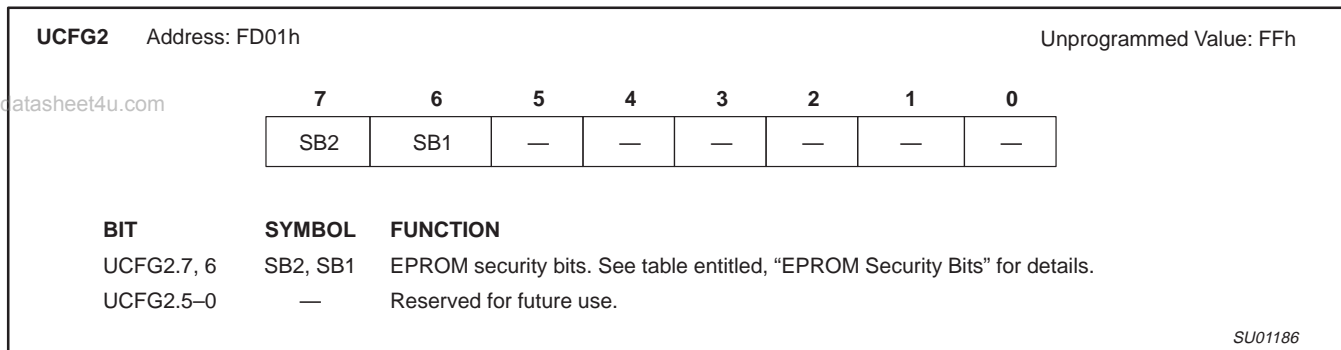 UCFG2 Address: FD01h Unprogrammed Value: FFh
datasheet4u.com
7 6 5 4 3 2 1 0
SB2 SB1 — — — — — —
BIT SYMBOL FUNCTION
UCFG2.7, 6 SB2, SB1 EPROM security bits. See table entitled, “EPROM Security Bits” for details.
UCFG2.5–0 — Reserved for future use.
SU01186